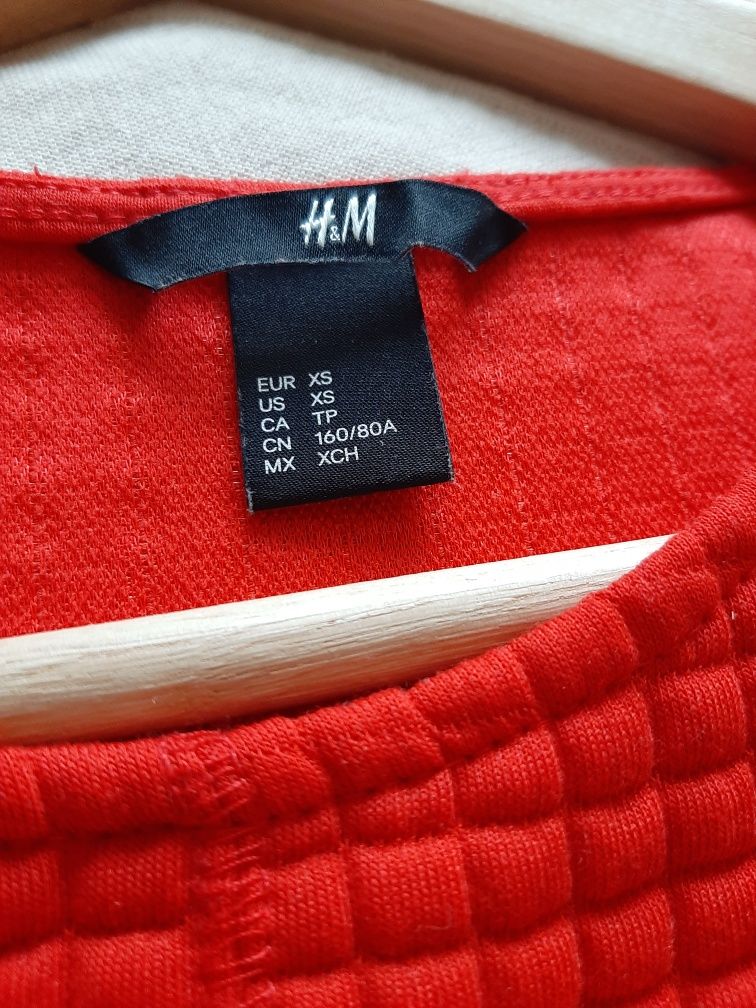 H&M
EUR XS
US XS
CA TP
CN 160/80A
MX XCH